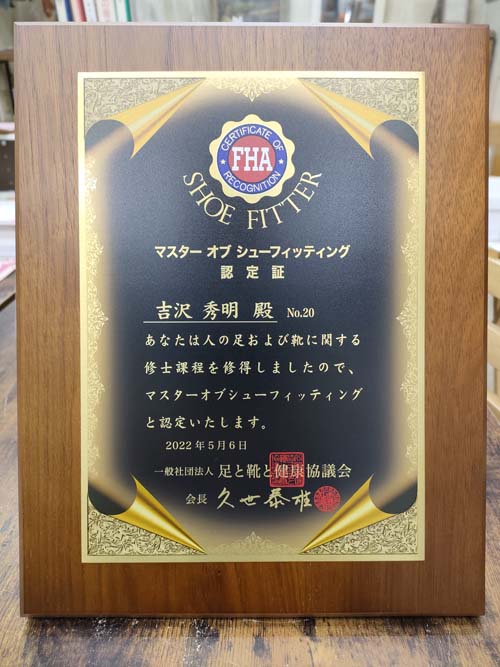 CERTIFICATE OF
FHA
RECOGNITION
SHOE FITTER
マスター オブ シューフィッティング
認定証
吉沢 秀明 殿 No.20
あなたは人の足および靴に関する
修士課程を修得しましたので、
マスターオブシューフィッティング
と認定いたします。
2022年5月6日
一般社団法人 足と靴と健康協議会
会長 久世泰雄